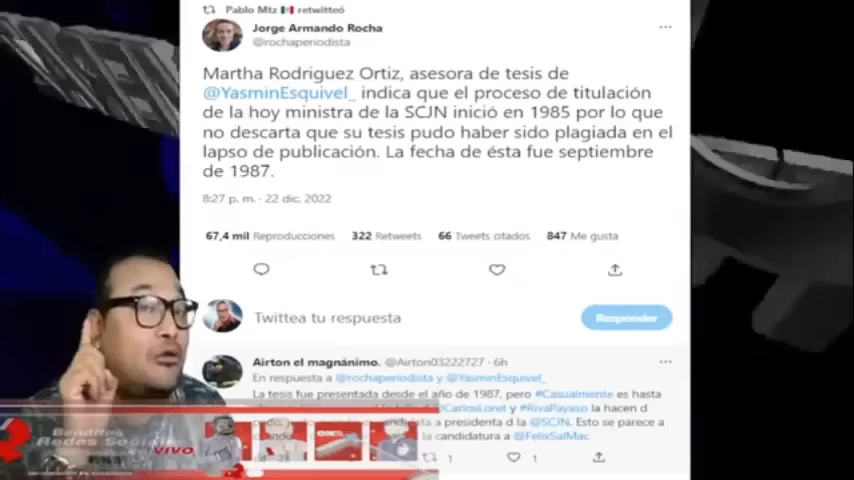 Pablo Mtz retwitteó
Jorge Armando Rocha
@rochaperiodista
Martha Rodriguez Ortiz, asesora de tesis de
@YasminEsquivel_ indica que el proceso de titulación
de la hoy ministra de la SCJN inició en 1985 por lo que
no descarta que su tesis pudo haber sido plagiada en el
lapso de publicación. La fecha de ésta fue septiembre
de 1987.
8:27 p. m. · 22 dic. 2022
67,4 mil Reproducciones 322 Retweets 66 Tweets citados 847 Me gusta
Twittea tu respuesta
Responder
Airton el magnánimo. @Airton03222727 · 6h
En respuesta a @rochaperiodista y @YasminEsquivel_
La tesis fue presentada desde el año de 1987, pero #Casualmente es hasta
@CarlosLoret y #RivaPayaso la hacen d
a presidenta d la @SCJN. Esto se parece a
la candidatura a @FelixSalMac
1 1
Benditas
Redes Sociales
VIVO